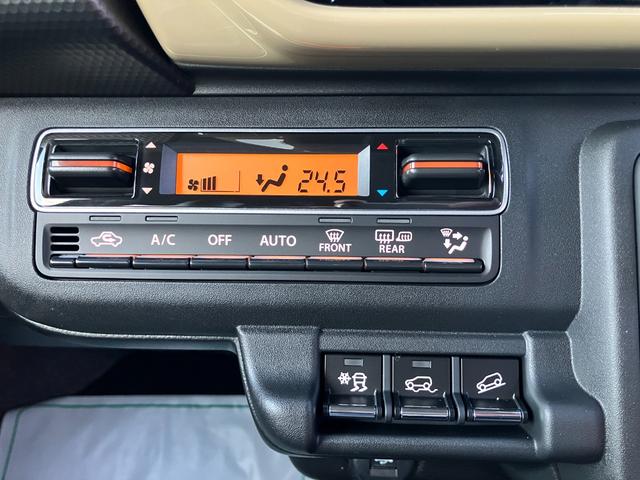 24.5
A/C OFF AUTO FRONT REAR